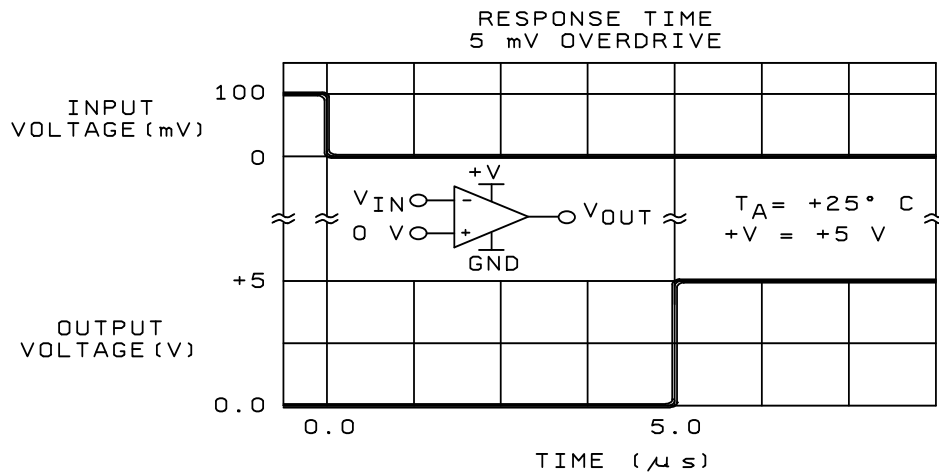 RESPONSE TIME
5 mV OVERDRIVE
INPUT
VOLTAGE(mV)
100
0
+V
VIN
-
0 V
+
VOUT
GND
TA= +25° C
+V = +5 V
OUTPUT
VOLTAGE(V)
+5
0.0
0.0
5.0
TIME (μs)